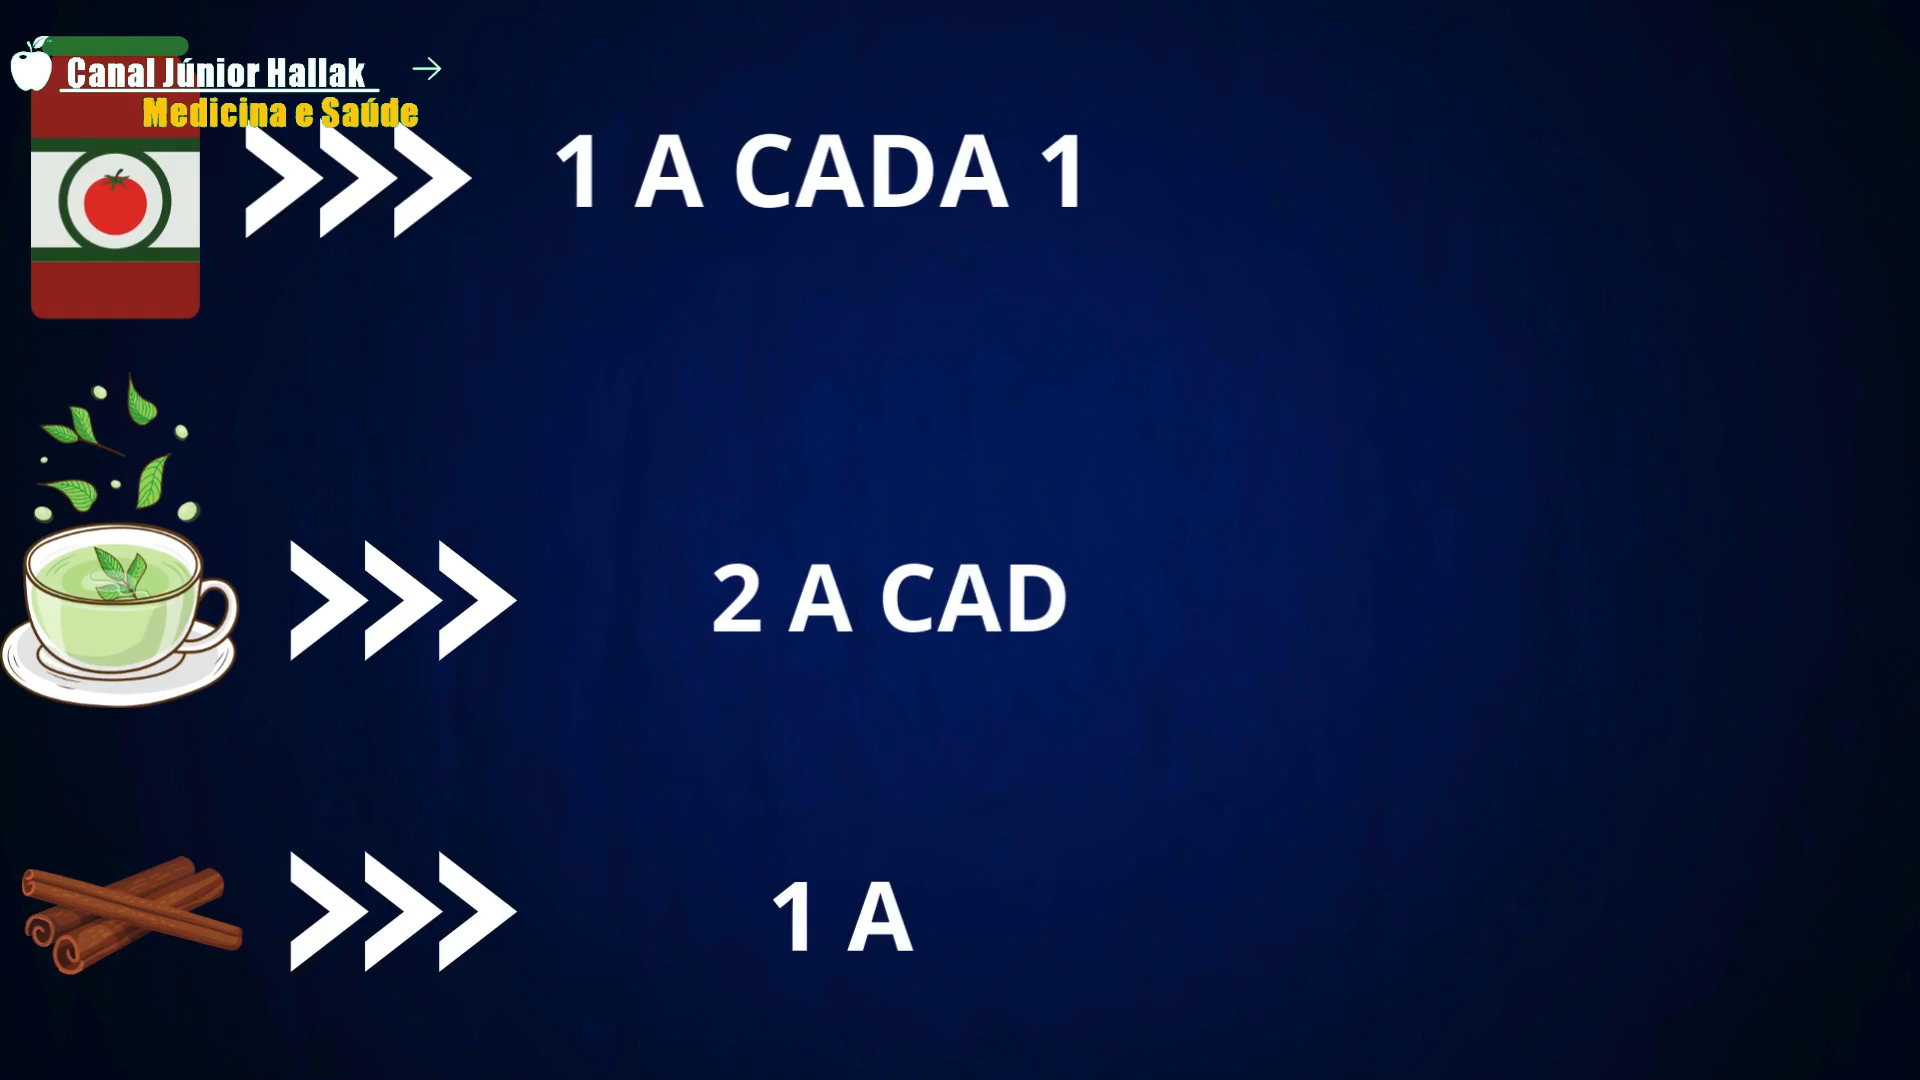 Canal Júnior Hallak
Medicina e Saúde
1 A CADA 1
2 A CAD
1 A